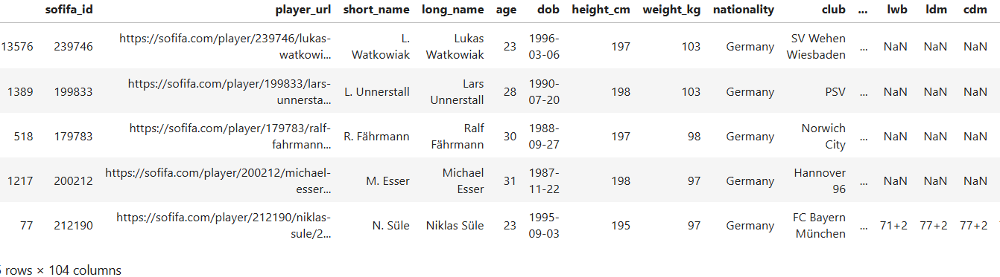 sofifa_id player_url short_name long_name age dob height_cm weight_kg nationality club ... lwb ldm cdm
13576 239746 https://sofifa.com/player/239746/lukas-watkowi... L. Watkowiak Lukas Watkowiak 23 1996-03-06 197 103 Germany SV Wehen Wiesbaden ... NaN NaN NaN
1389 199833 https://sofifa.com/player/199833/lars-unnersta... L. Unnerstall Lars Unnerstall 28 1990-07-20 198 103 Germany PSV ... NaN NaN NaN
518 179783 https://sofifa.com/player/179783/ralf-fahrmann... R. Fährmann Ralf Fährmann 30 1988-09-27 197 98 Germany Norwich City ... NaN NaN NaN
1217 200212 https://sofifa.com/player/200212/michael-esser... M. Esser Michael Esser 31 1987-11-22 198 97 Germany Hannover 96 ... NaN NaN NaN
77 212190 https://sofifa.com/player/212190/niklas-sule/2... N. Süle Niklas Süle 23 1995-09-03 195 97 Germany FC Bayern München ... 71+2 77+2 77+2
rows × 104 columns